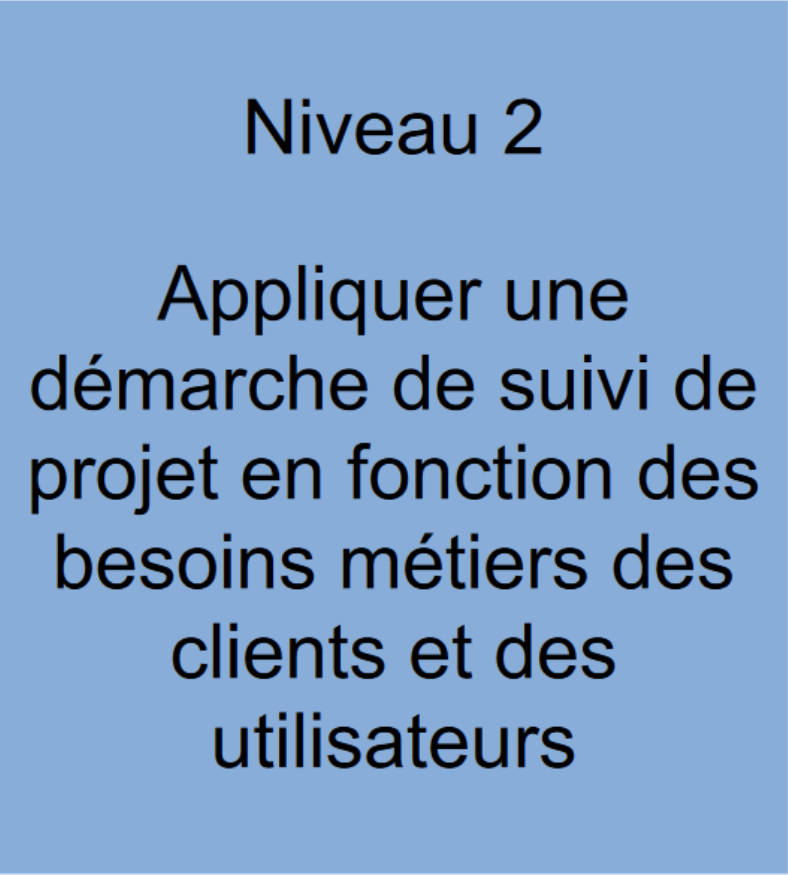 Niveau 2
Appliquer une
démarche de suivi de
projet en fonction des
besoins métiers des
clients et des
utilisateurs